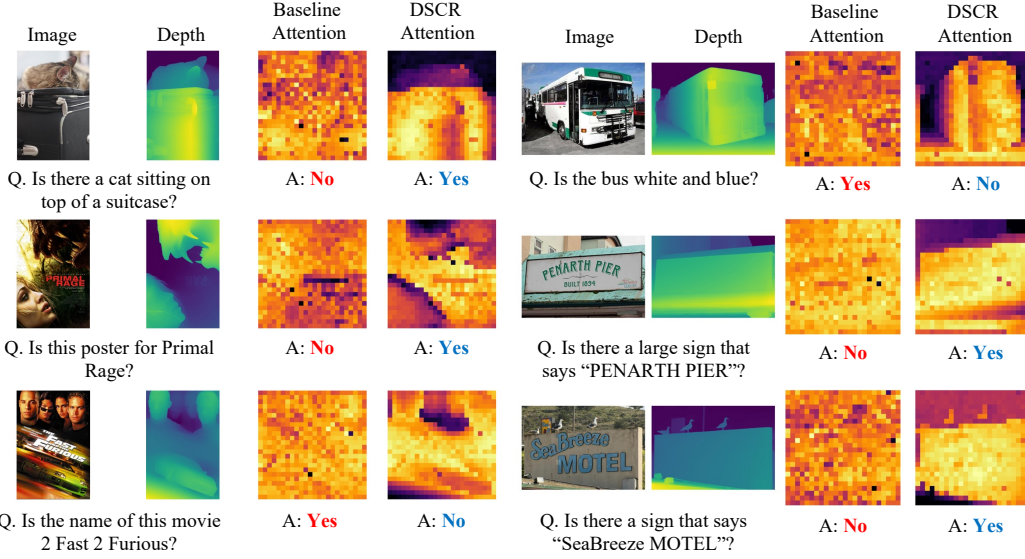 Image
Depth
Baseline
Attention
DSCR
Attention
Q. Is there a cat sitting on
top of a suitcase?
A: No
A: Yes
PRIMAL
RAGE
Q. Is this poster for Primal
Rage?
A: No
A: Yes
THE
FAST
FURIOUS
Q. Is the name of this movie
2 Fast 2 Furious?
A: Yes
A: No
Image
Depth
Baseline
Attention
DSCR
Attention
Q. Is the bus white and blue?
A: Yes
A: No
PENARTH PIER
BUILT 1894
Q. Is there a large sign that
says “PENARTH PIER”?
A: No
A: Yes
SeaBreeze
MOTEL
Q. Is there a sign that says
“SeaBreeze MOTEL”?
A: No
A: Yes